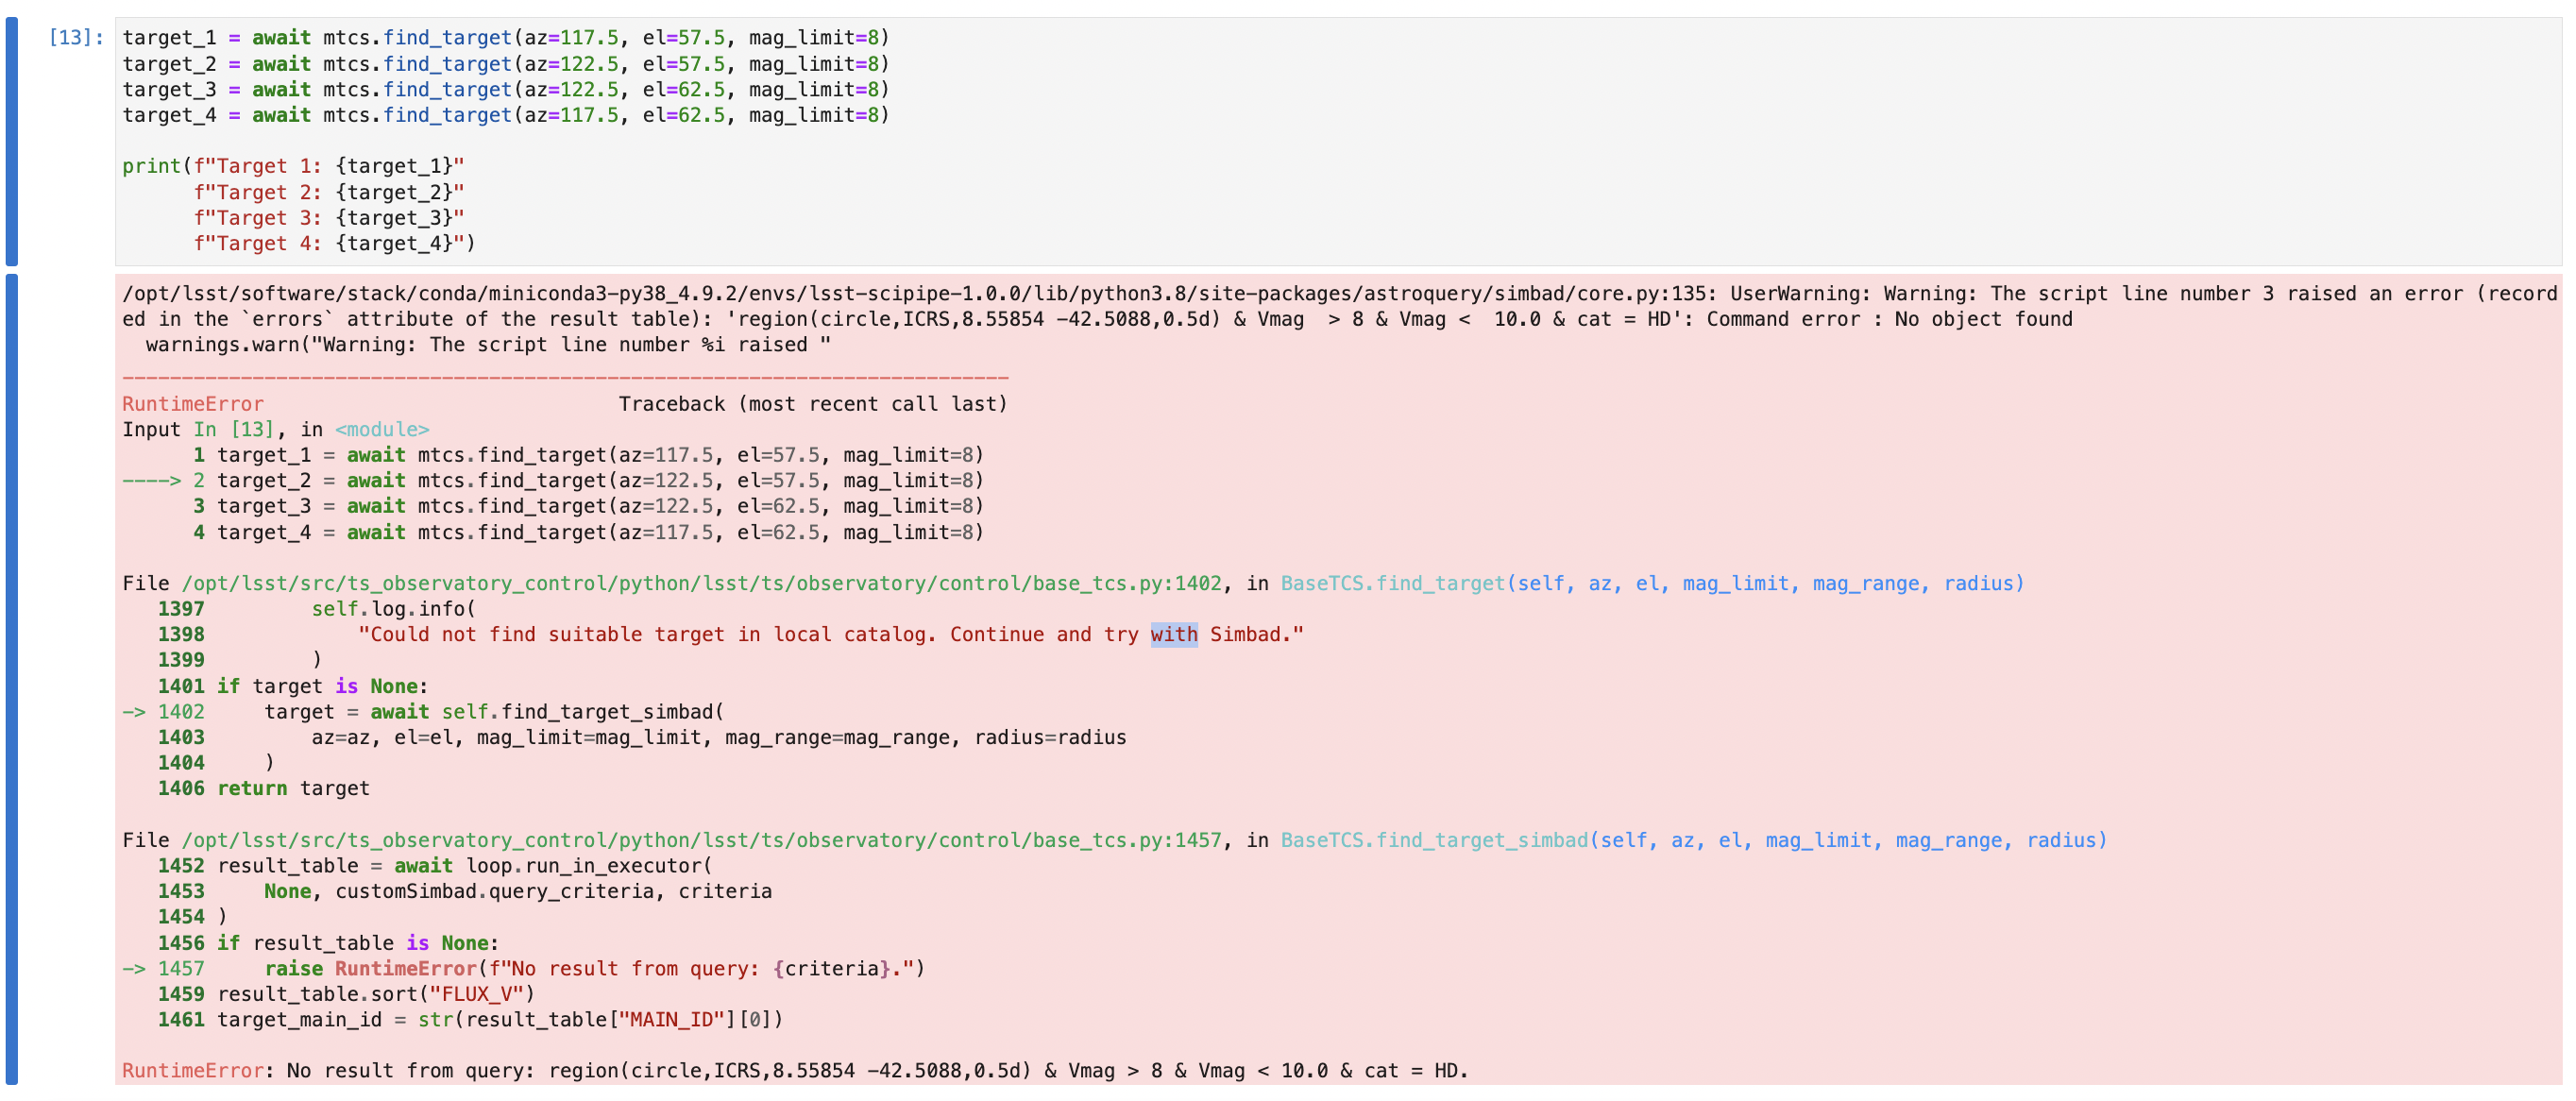 [13]: target_1 = await mtcs.find_target(az=117.5, el=57.5, mag_limit=8)
target_2 = await mtcs.find_target(az=122.5, el=57.5, mag_limit=8)
target_3 = await mtcs.find_target(az=122.5, el=62.5, mag_limit=8)
target_4 = await mtcs.find_target(az=117.5, el=62.5, mag_limit=8)
print(f"Target 1: {target_1}"
f"Target 2: {target_2}"
f"Target 3: {target_3}"
f"Target 4: {target_4}")
/opt/lsst/software/stack/conda/miniconda3-py38_4.9.2/envs/lsst-scipipe-1.0.0/lib/python3.8/site-packages/astroquery/simbad/core.py:135: UserWarning: Warning: The script line number 3 raised an error (record
ed in the `errors` attribute of the result table): 'region(circle,ICRS,8.55854 -42.5088,0.5d) & Vmag  > 8 & Vmag <  10.0 & cat = HD': Command error : No object found
warnings.warn("Warning: The script line number %i raised "
---------------------------------------------------------------------------
RuntimeError                              Traceback (most recent call last)
Input In [13], in <module>
1 target_1 = await mtcs.find_target(az=117.5, el=57.5, mag_limit=8)
----> 2 target_2 = await mtcs.find_target(az=122.5, el=57.5, mag_limit=8)
3 target_3 = await mtcs.find_target(az=122.5, el=62.5, mag_limit=8)
4 target_4 = await mtcs.find_target(az=117.5, el=62.5, mag_limit=8)
File /opt/lsst/src/ts_observatory_control/python/lsst/ts/observatory/control/base_tcs.py:1402, in BaseTCS.find_target(self, az, el, mag_limit, mag_range, radius)
1397         self.log.info(
1398             "Could not find suitable target in local catalog. Continue and try with Simbad."
1399         )
1401 if target is None:
-> 1402     target = await self.find_target_simbad(
1403         az=az, el=el, mag_limit=mag_limit, mag_range=mag_range, radius=radius
1404     )
1406 return target
File /opt/lsst/src/ts_observatory_control/python/lsst/ts/observatory/control/base_tcs.py:1457, in BaseTCS.find_target_simbad(self, az, el, mag_limit, mag_range, radius)
1452 result_table = await loop.run_in_executor(
1453     None, customSimbad.query_criteria, criteria
1454 )
1456 if result_table is None:
-> 1457     raise RuntimeError(f"No result from query: {criteria}.")
1459 result_table.sort("FLUX_V")
1461 target_main_id = str(result_table["MAIN_ID"][0])
RuntimeError: No result from query: region(circle,ICRS,8.55854 -42.5088,0.5d) & Vmag > 8 & Vmag < 10.0 & cat = HD.